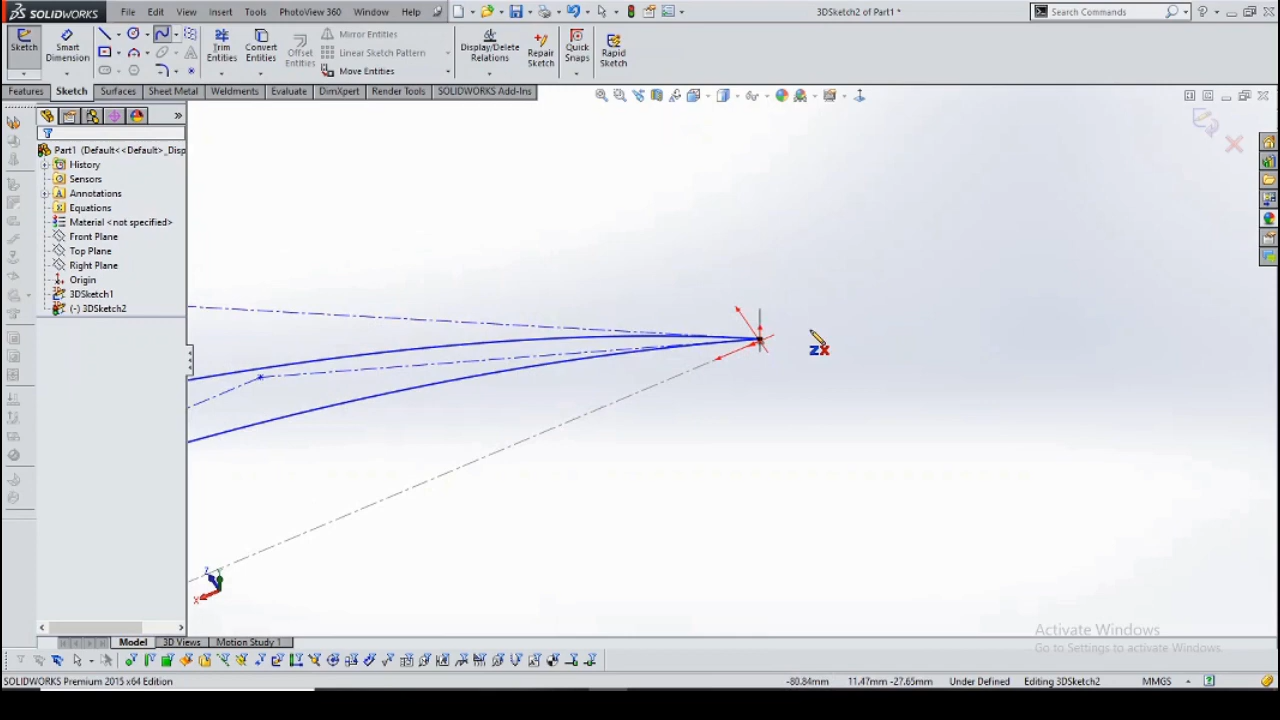 SOLIDWORKS File Edit View Insert Tools PhotoView 360 Window Help 3DSketch2 of Part1 * Search Commands ?
Sketch Smart Dimension Trim Entities Convert Entities Offset Entities Mirror Entities Linear Sketch Pattern Move Entities Display/Delete Relations Repair Sketch Quick Snaps Rapid Sketch
Features Sketch Surfaces Sheet Metal Weldments Evaluate DimXpert Render Tools SOLIDWORKS Add-Ins
Part1 (Default<<Default>_Disp
History
Sensors
Annotations
Equations
Material <not specified>
Front Plane
Top Plane
Right Plane
Origin
3DSketch1
(-) 3DSketch2
ZX
Z
X
Activate Windows
Go to Settings to activate Windows.
Model 3D Views Motion Study 1
SOLIDWORKS Premium 2015 x64 Edition -80.84mm 11.47mm -27.65mm Under Defined Editing 3DSketch2 MMGS ?